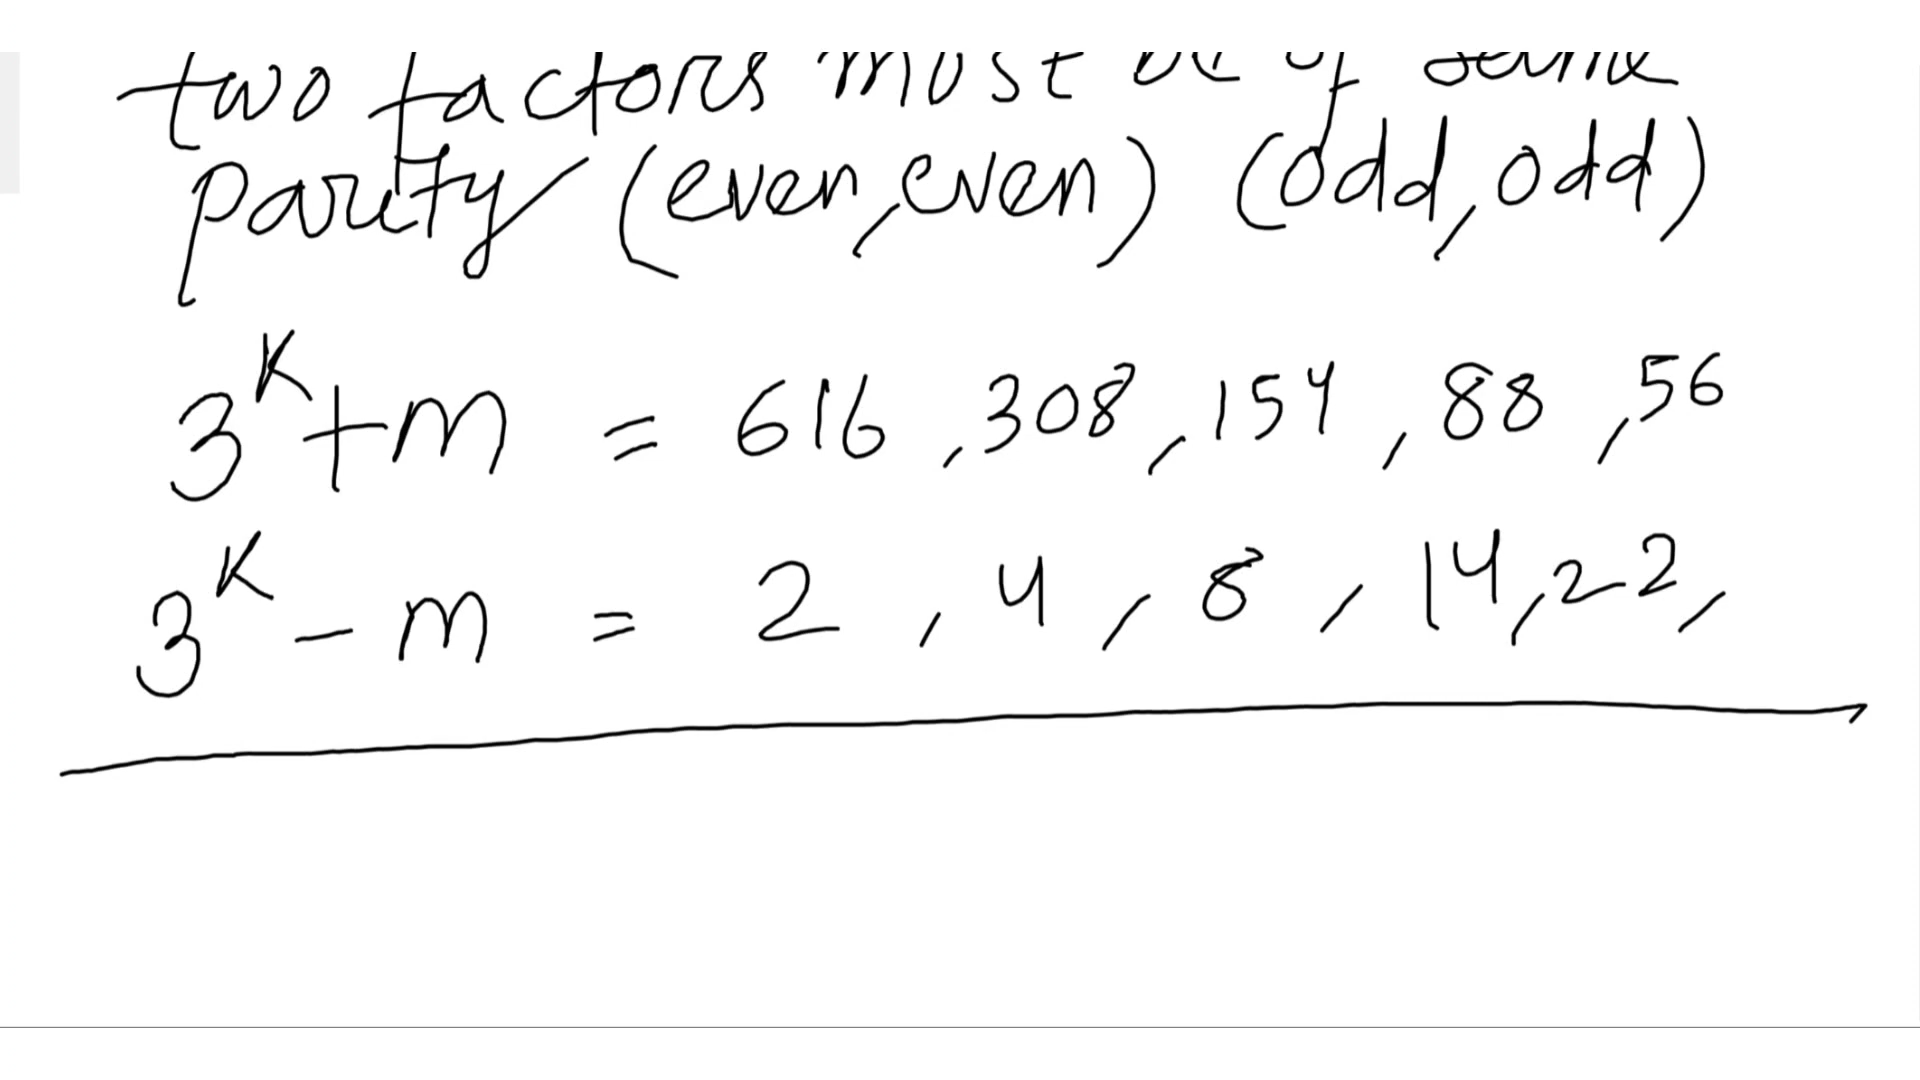 two factors must be of same
parity (even, even) (odd, odd)
3^K + m = 616, 308, 154, 88, 56
3^K - m = 2, 4, 8, 14, 22,